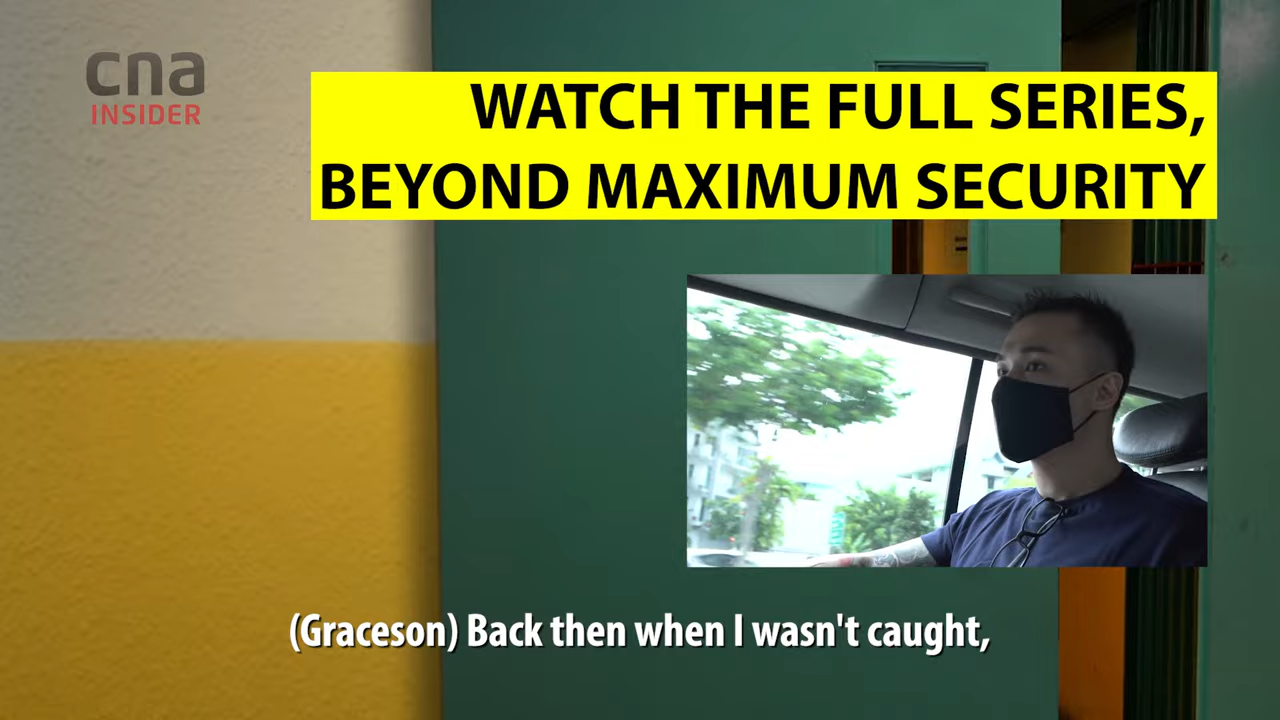 cna
INSIDER
WATCH THE FULL SERIES,
BEYOND MAXIMUM SECURITY
(Graceson) Back then when I wasn't caught,